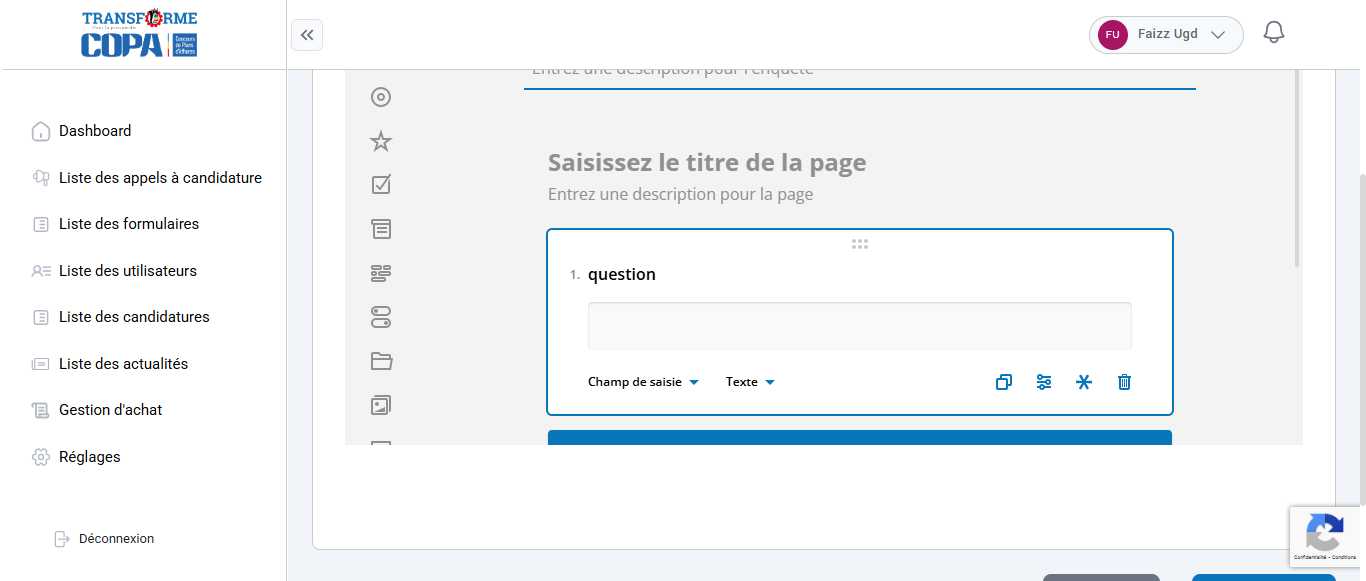 TRANSFORME
COPA
Concours
de Plans
d'Affaires
FU
Faizz Ugd
Entrez une description pour l'enquête
Dashboard
Liste des appels à candidature
Liste des formulaires
Liste des utilisateurs
Liste des candidatures
Liste des actualités
Gestion d'achat
Réglages
Déconnexion
Saisissez le titre de la page
Entrez une description pour la page
1. question
Champ de saisie
Texte
Confidentialité - Conditions